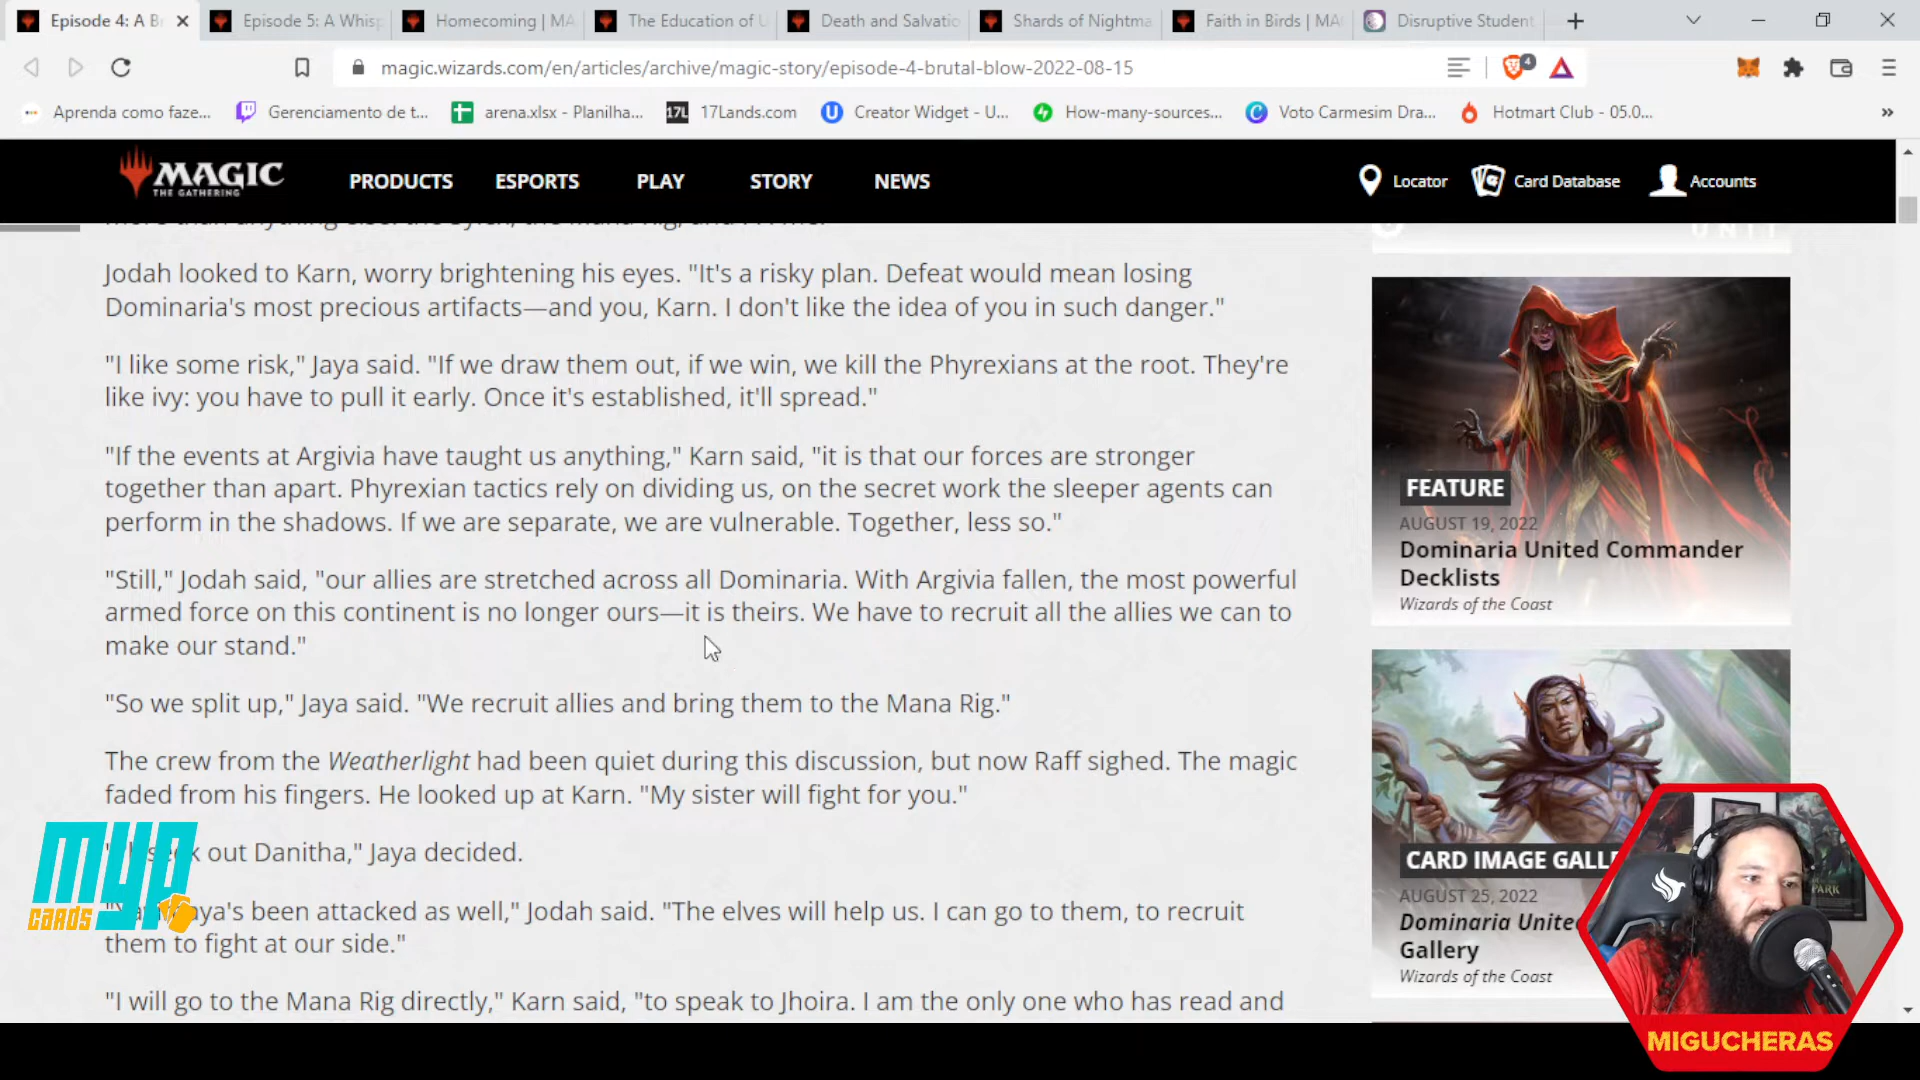 Episode 4: A B
Episode 5: A Whisp
Homecoming | MA
The Education of U
Death and Salvatio
Shards of Nightma
Faith in Birds | MA
Disruptive Student
magic.wizards.com/en/articles/archive/magic-story/episode-4-brutal-blow-2022-08-15
4
Aprenda como faze...
Gerenciamento de t...
arena.xlsx - Planilha...
17L 17Lands.com
Creator Widget - U...
How-many-sources...
Voto Carmesim Dra...
Hotmart Club - 05.0...
MAGIC
THE GATHERING
PRODUCTS
ESPORTS
PLAY
STORY
NEWS
Locator
Card Database
Accounts
Jodah looked to Karn, worry brightening his eyes. "It's a risky plan. Defeat would mean losing
Dominaria's most precious artifacts—and you, Karn. I don't like the idea of you in such danger."
"I like some risk," Jaya said. "If we draw them out, if we win, we kill the Phyrexians at the root. They're
like ivy: you have to pull it early. Once it's established, it'll spread."
"If the events at Argivia have taught us anything," Karn said, "it is that our forces are stronger
together than apart. Phyrexian tactics rely on dividing us, on the secret work the sleeper agents can
perform in the shadows. If we are separate, we are vulnerable. Together, less so."
"Still," Jodah said, "our allies are stretched across all Dominaria. With Argivia fallen, the most powerful
armed force on this continent is no longer ours—it is theirs. We have to recruit all the allies we can to
make our stand."
"So we split up," Jaya said. "We recruit allies and bring them to the Mana Rig."
The crew from the Weatherlight had been quiet during this discussion, but now Raff sighed. The magic
faded from his fingers. He looked up at Karn. "My sister will fight for you."
out Danitha," Jaya decided.
been attacked as well," Jodah said. "The elves will help us. I can go to them, to recruit
them to fight at our side."
"I will go to the Mana Rig directly," Karn said, "to speak to Jhoira. I am the only one who has read and
FEATURE
AUGUST 19, 2022
Dominaria United Commander
Decklists
Wizards of the Coast
CARD IMAGE GALL
AUGUST 25, 2022
Dominaria Unite
Gallery
Wizards of the Coast
myp
cards
PARK
MIGUCHERAS